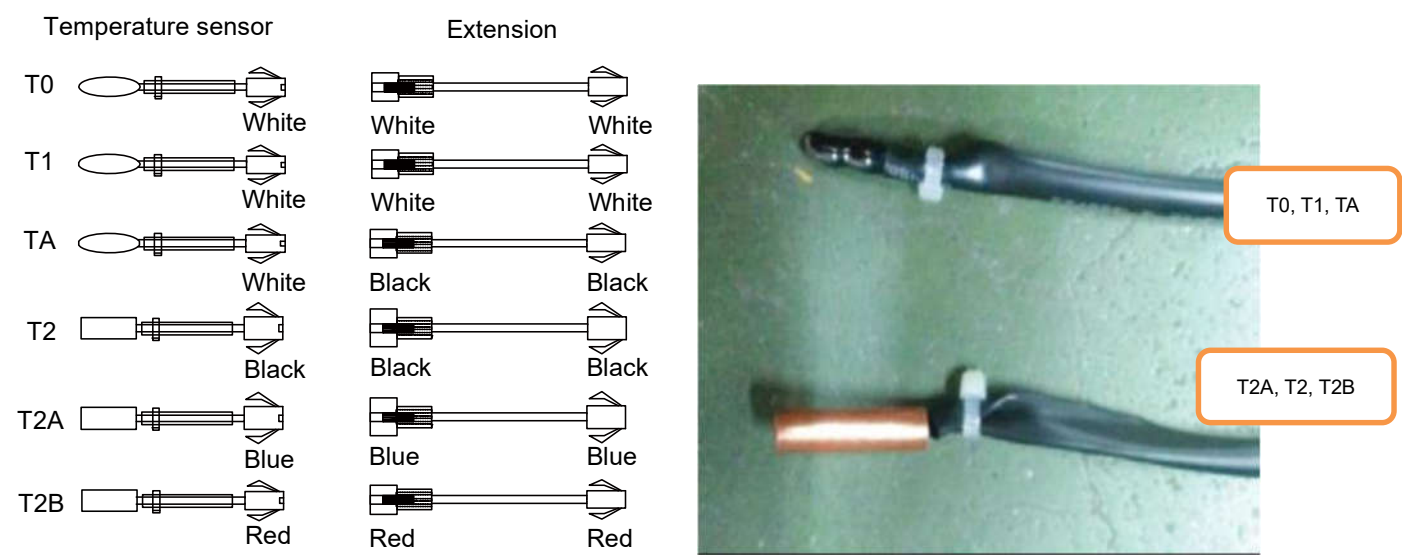 Temperature sensor Extension
T0
White White White
T1
White White White
TA
White Black Black
T2
Black Black Black
T2A
Blue Blue Blue
T2B
Red Red Red
T0, T1, TA
T2A, T2, T2B